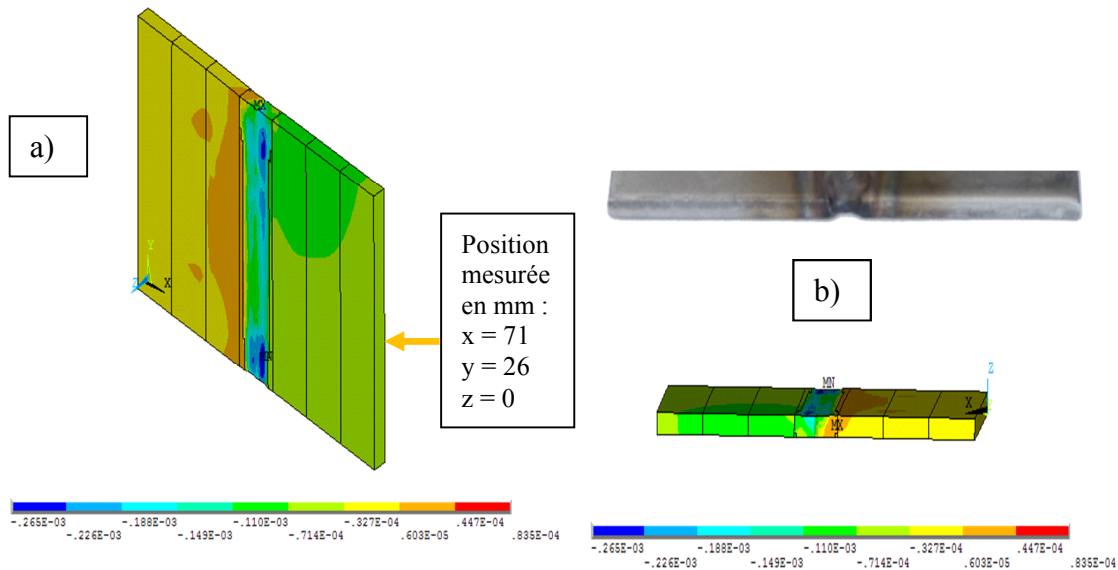 a)
MX
Y
Z
X
MN
Position
mesurée
en mm :
x = 71
y = 26
z = 0
-.265E-03
-.188E-03
-.110E-03
-.327E-04
.447E-04
-.226E-03
-.149E-03
-.714E-04
.603E-05
.835E-04
b)
MN
Z
X
MX
-.265E-03
-.188E-03
-.110E-03
-.327E-04
.447E-04
-.226E-03
-.149E-03
-.714E-04
.603E-05
.835E-04